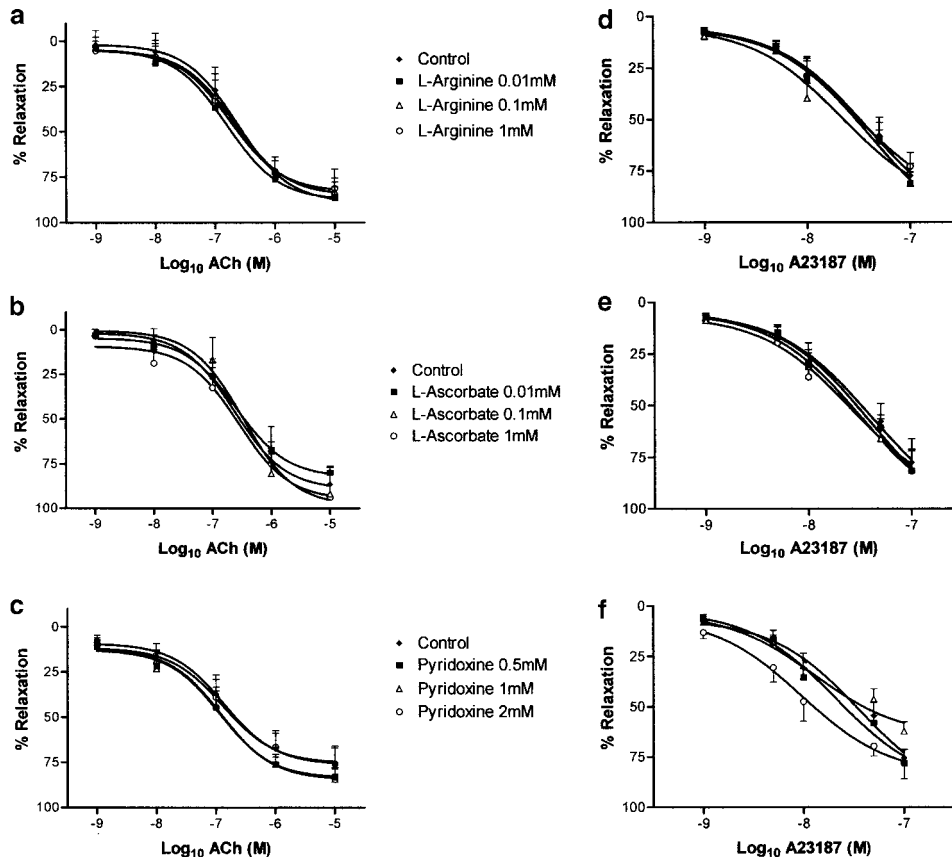 a
0
25
50
75
100
% Relaxation
-9 -8 -7 -6 -5
Log10 ACh (M)
Control
L-Arginine 0.01mM
L-Arginine 0.1mM
L-Arginine 1mM
d
0
25
50
75
100
% Relaxation
-9 -8 -7
Log10 A23187 (M)
b
0
25
50
75
100
% Relaxation
-9 -8 -7 -6 -5
Log10 ACh (M)
Control
L-Ascorbate 0.01mM
L-Ascorbate 0.1mM
L-Ascorbate 1mM
e
0
25
50
75
100
% Relaxation
-9 -8 -7
Log10 A23187 (M)
c
0
25
50
75
100
% Relaxation
-9 -8 -7 -6 -5
Log10 ACh (M)
Control
Pyridoxine 0.5mM
Pyridoxine 1mM
Pyridoxine 2mM
f
0
25
50
75
100
% Relaxation
-9 -8 -7
Log10 A23187 (M)